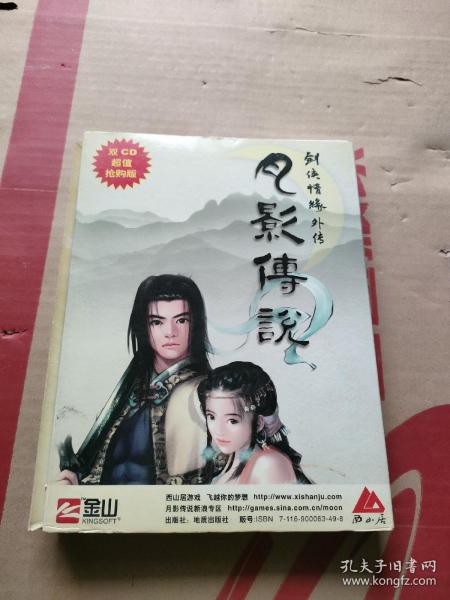 双CD
超值
抢购版
剑侠情緣外传
月影傳說
金山
KINGSOFT
西山居游戏 飞越你的梦想 http://www.xishanju.com
月影传说新浪专区 http://games.sina.com.cn/moon
出版社：地质出版社 版号:ISBN 7-116-900063-49-8
西山居
孔夫子旧书网
www.kongfz.com